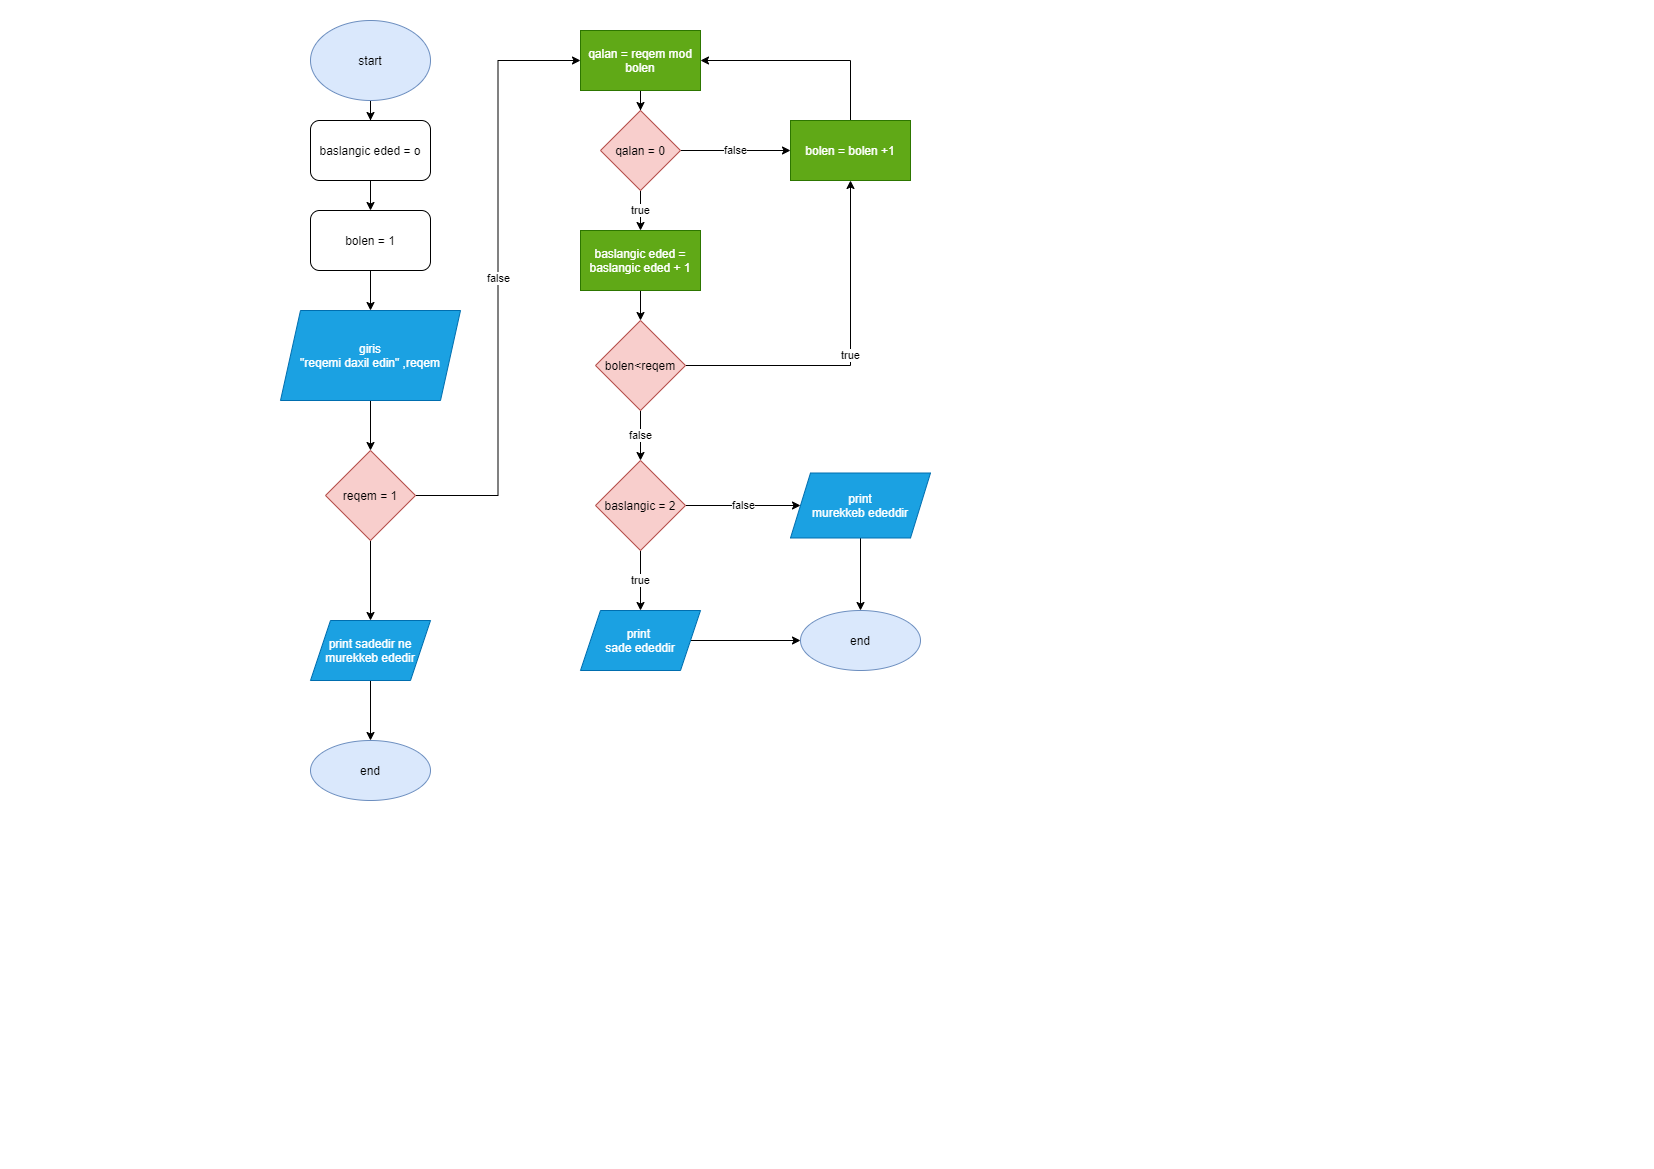 start
baslangic eded = o
bolen = 1
giris
"reqemi daxil edin" ,reqem
reqem = 1
false
print sadedir ne
murekkeb ededir
end
qalan = reqem mod
bolen
qalan = 0
false
bolen = bolen +1
true
baslangic eded =
baslangic eded + 1
bolen<reqem
true
false
baslangic = 2
false
print
murekkeb ededdir
true
print
sade ededdir
end